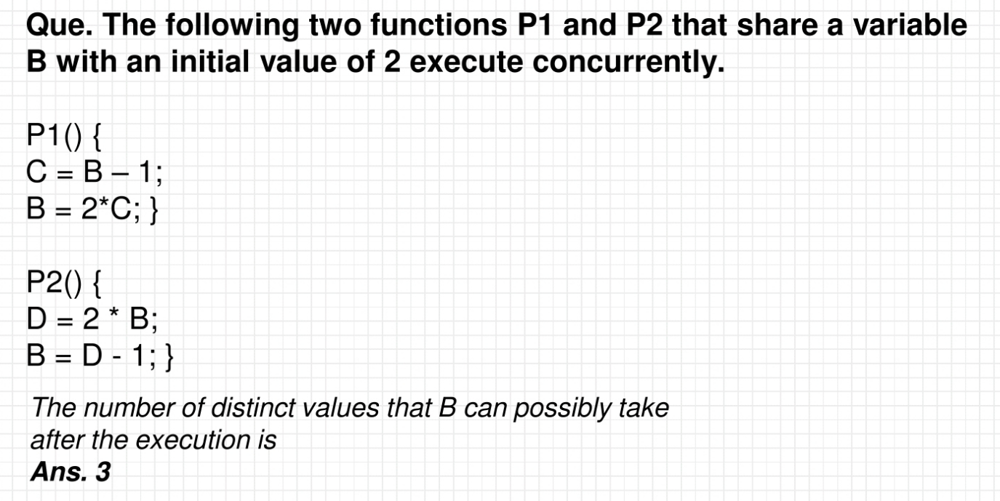 Que. The following two functions P1 and P2 that share a variable
B with an initial value of 2 execute concurrently.
P1() {
C = B – 1;
B = 2*C; }
P2() {
D = 2 * B;
B = D - 1; }
The number of distinct values that B can possibly take
after the execution is
Ans. 3